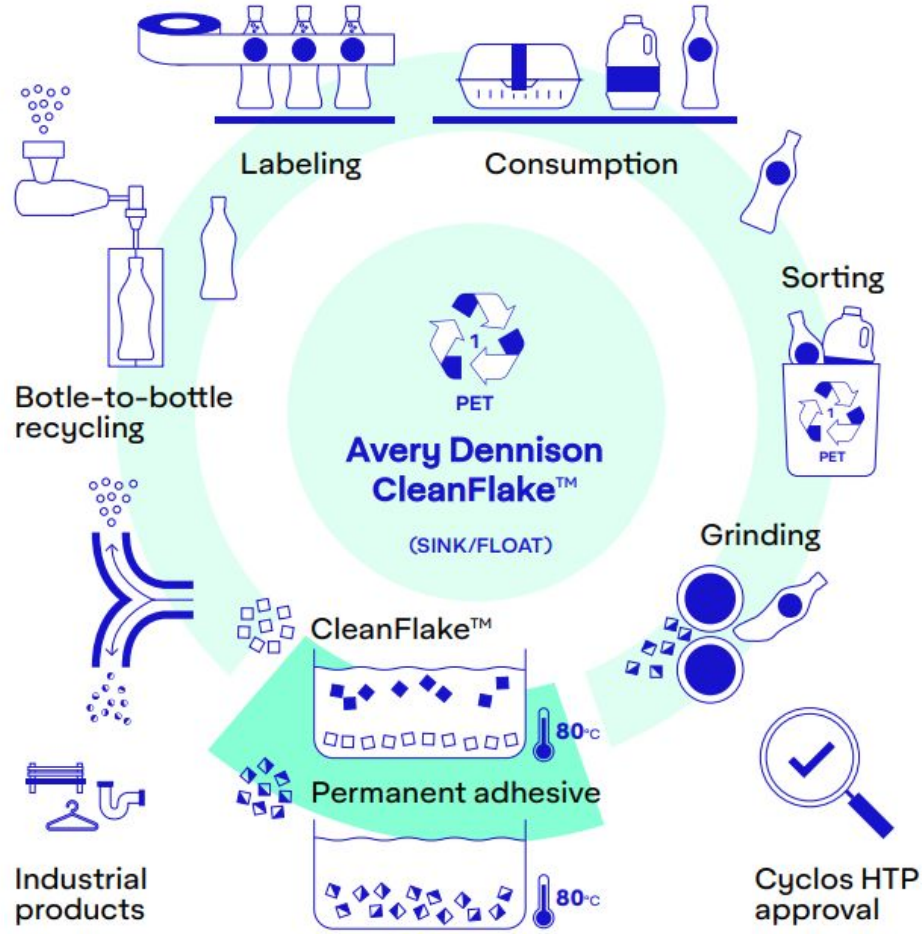 Labeling
Consumption
Sorting
1
PET
Botle-to-bottle
recycling
1
PET
Avery Dennison
CleanFlake™
(SINK/FLOAT)
Grinding
CleanFlake™
80°C
Permanent adhesive
80°C
Industrial
products
Cyclos HTP
approval